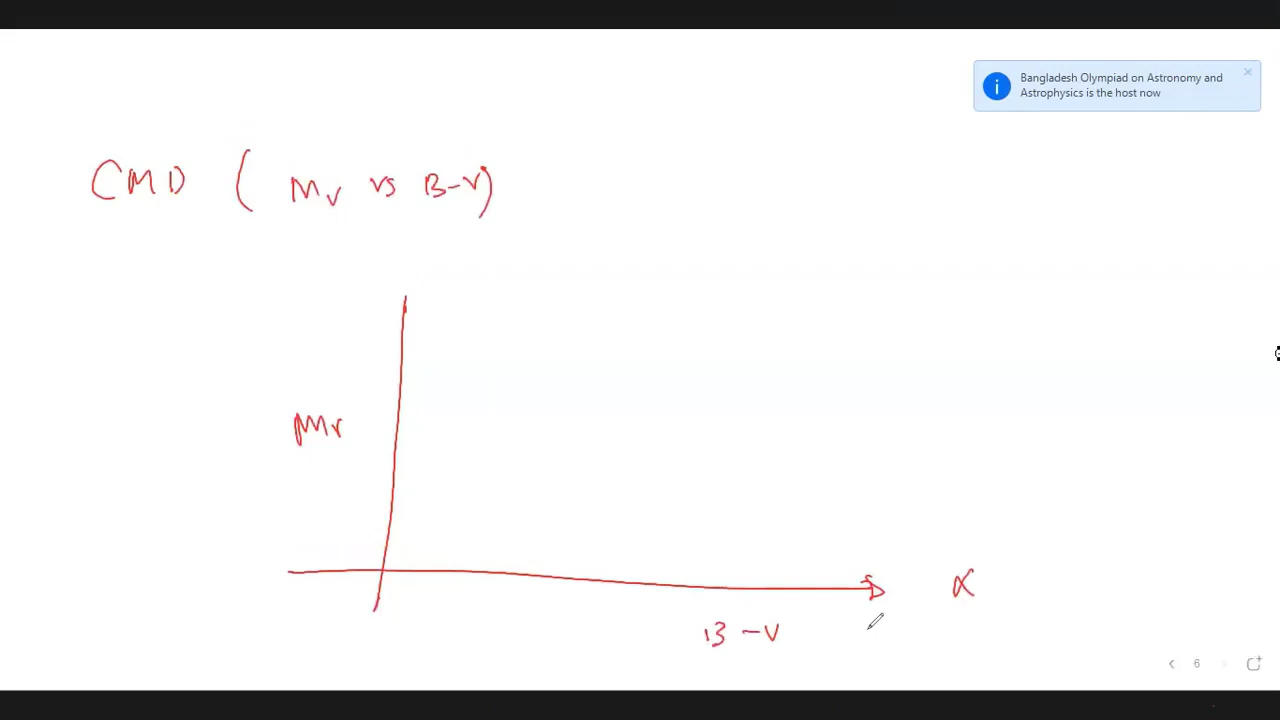 Bangladesh Olympiad on Astronomy and
Astrophysics is the host now
CMD ( Mv vs B-V)
Mv
B-V
6